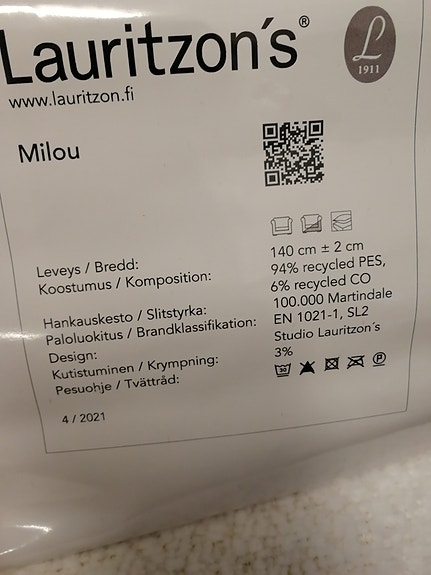 Lauritzon´s®
L
1911
www.lauritzon.fi
Milou
Leveys / Bredd: 140 cm ± 2 cm
Koostumus / Komposition: 94% recycled PES,
6% recycled CO
Hankauskesto / Slitstyrka: 100.000 Martindale
Paloluokitus / Brandklassifikation: EN 1021-1, SL2
Design: Studio Lauritzon´s
Kutistuminen / Krympning: 3%
Pesuohje / Tvättråd: 30 P
4 / 2021